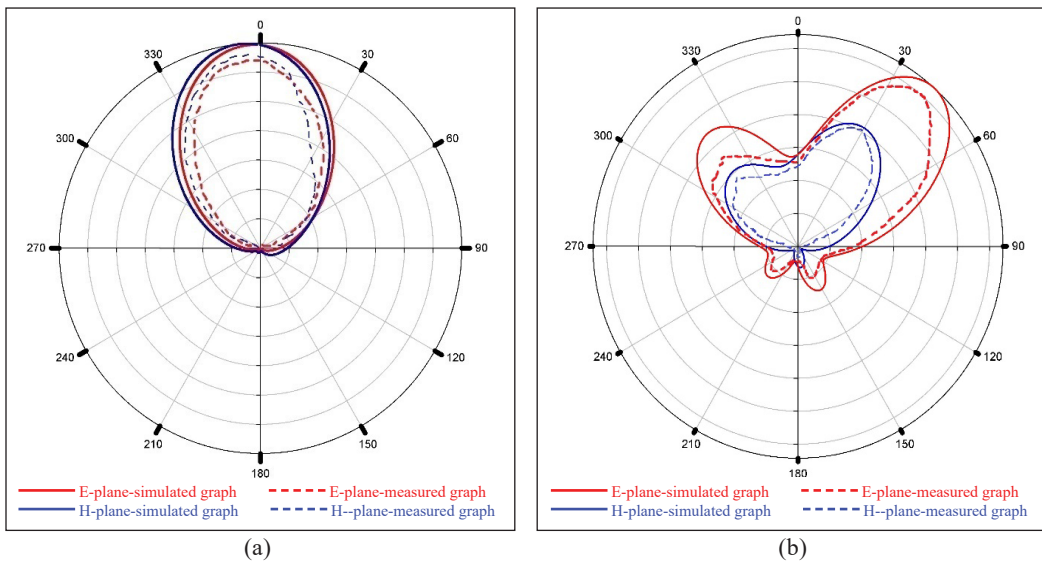 0
330
30
300
60
270
90
240
120
210
150
180
E-plane-simulated graph
E-plane-measured graph
H-plane-simulated graph
H--plane-measured graph
(a)
0
330
30
300
60
270
90
240
120
210
150
180
E-plane-simulated graph
E-plane-measured graph
H-plane-simulated graph
H--plane-measured graph
(b)